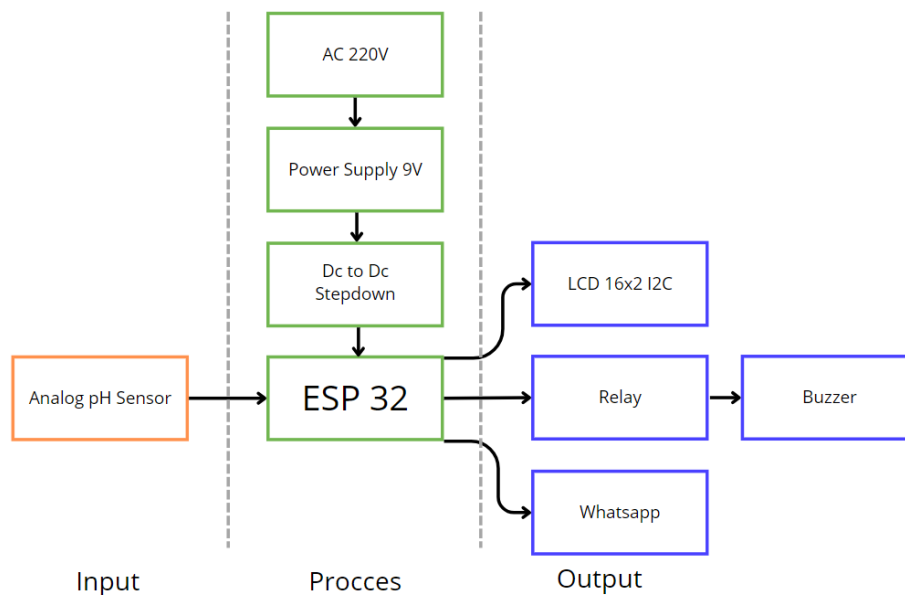 AC 220V
Power Supply 9V
Dc to Dc
Stepdown
LCD 16x2 I2C
Analog pH Sensor
ESP 32
Relay
Buzzer
Whatsapp
Input
Procces
Output